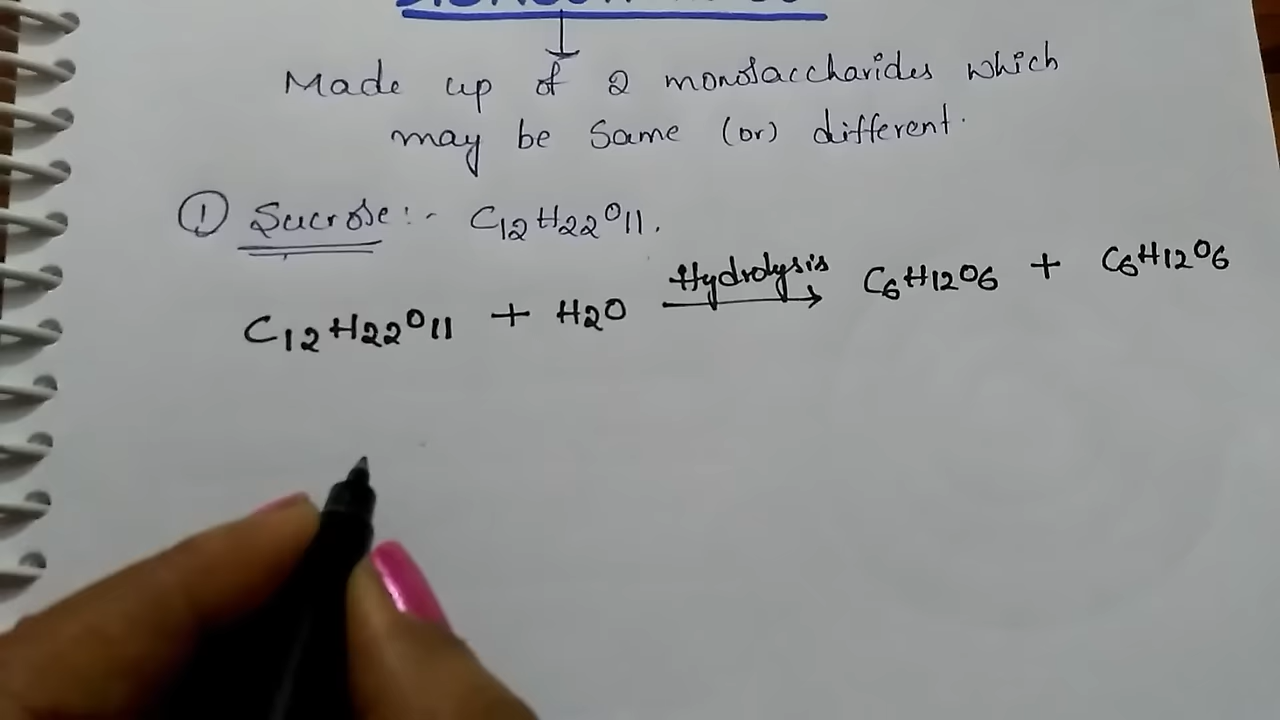 Made up of 2 monosaccharides which
may be same (or) different.
① Sucrose:- C12H22O11.
C12H22O11 + H2O Hydrolysis → C6H12O6 + C6H12O6